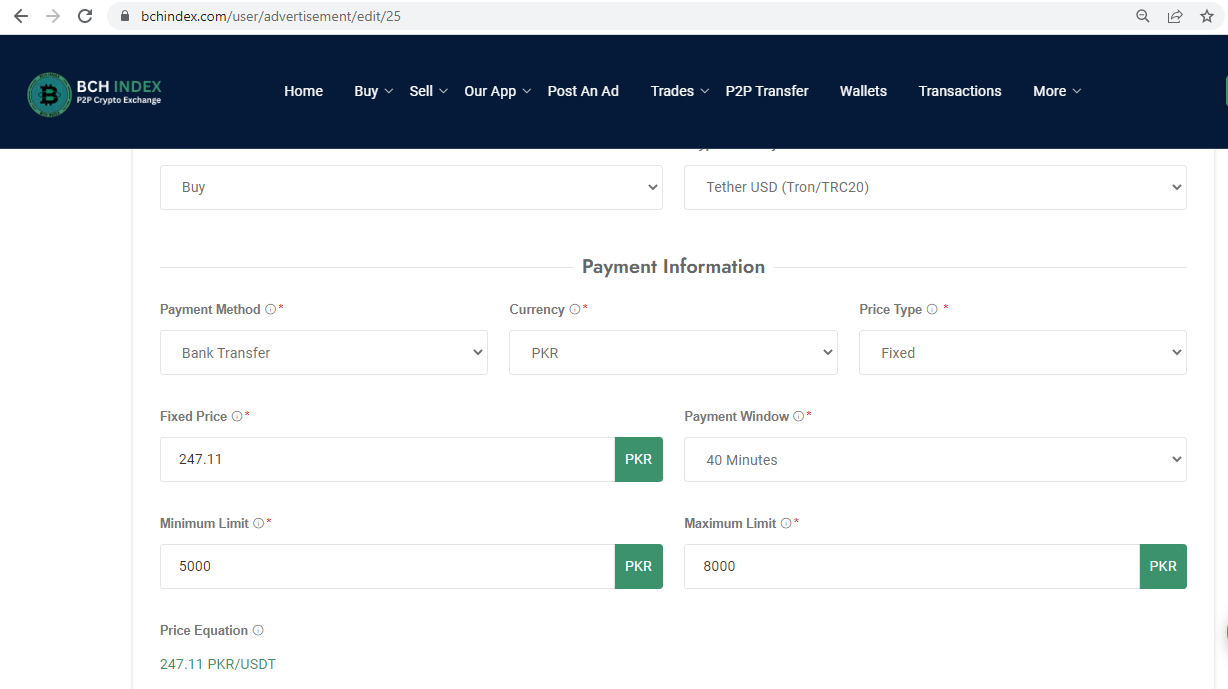 bchindex.com/user/advertisement/edit/25
BCH INDEX
P2P Crypto Exchange
Home Buy Sell Our App Post An Ad Trades P2P Transfer Wallets Transactions More
Buy Tether USD (Tron/TRC20)
Payment Information
Payment Method * Currency * Price Type *
Bank Transfer PKR Fixed
Fixed Price * Payment Window *
247.11 PKR 40 Minutes
Minimum Limit * Maximum Limit *
5000 PKR 8000 PKR
Price Equation
247.11 PKR/USDT